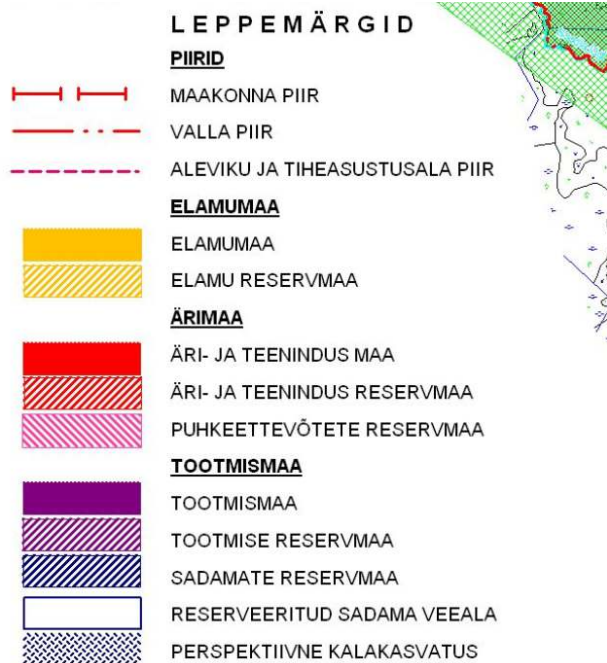 LEPPEMÄRGID
PIIRID
MAAKONNA PIIR
VALLA PIIR
ALEVIKU JA TIHEASUSTUSALA PIIR
ELAMUMAA
ELAMUMAA
ELAMU RESERVMAA
ÄRIMAA
ÄRI- JA TEENINDUS MAA
ÄRI- JA TEENINDUS RESERVMAA
PUHKEETTEVÕTETE RESERVMAA
TOOTMISMAA
TOOTMISMAA
TOOTMISE RESERVMAA
SADAMATE RESERVMAA
RESERVEERITUD SADAMA VEEALA
PERSPEKTIIVNE KALAKASVATUS